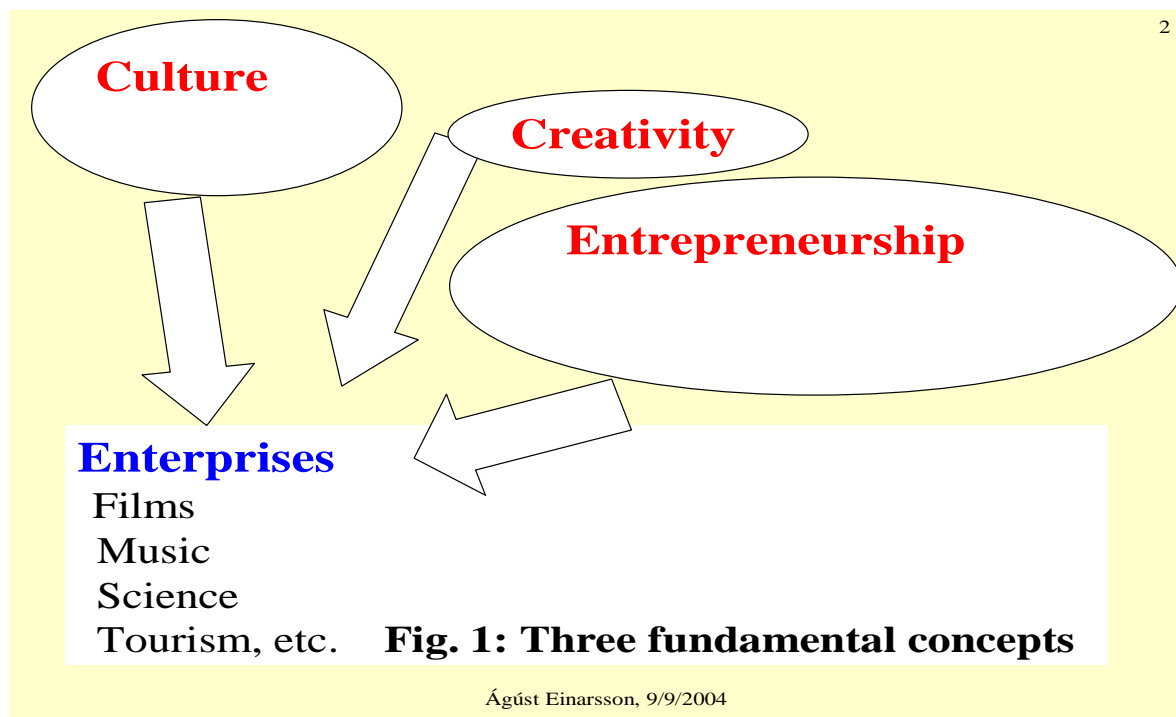 2
Culture
Creativity
Entrepreneurship
Enterprises
Films
Music
Science
Tourism, etc. Fig. 1: Three fundamental concepts
Ágúst Einarsson, 9/9/2004